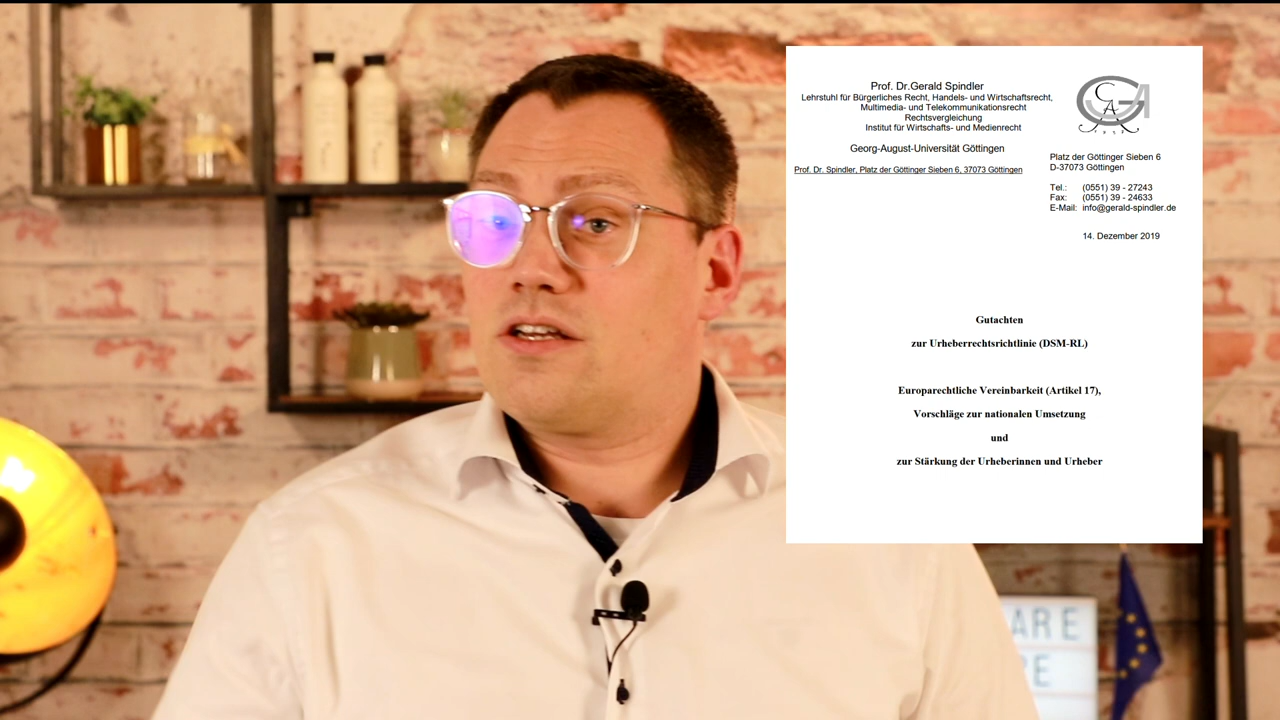 Prof. Dr.Gerald Spindler
Lehrstuhl für Bürgerliches Recht, Handels- und Wirtschaftsrecht,
Multimedia- und Telekommunikationsrecht
Rechtsvergleichung
Institut für Wirtschafts- und Medienrecht
Georg-August-Universität Göttingen
Prof. Dr. Spindler, Platz der Göttinger Sieben 6, 37073 Göttingen
Platz der Göttinger Sieben 6
D-37073 Göttingen
Tel.: (0551) 39 - 27243
Fax: (0551) 39 - 24633
E-Mail: info@gerald-spindler.de
14. Dezember 2019
Gutachten
zur Urheberrechtsrichtlinie (DSM-RL)
Europarechtliche Vereinbarkeit (Artikel 17),
Vorschläge zur nationalen Umsetzung
und
zur Stärkung der Urheberinnen und Urheber
ARE
RE